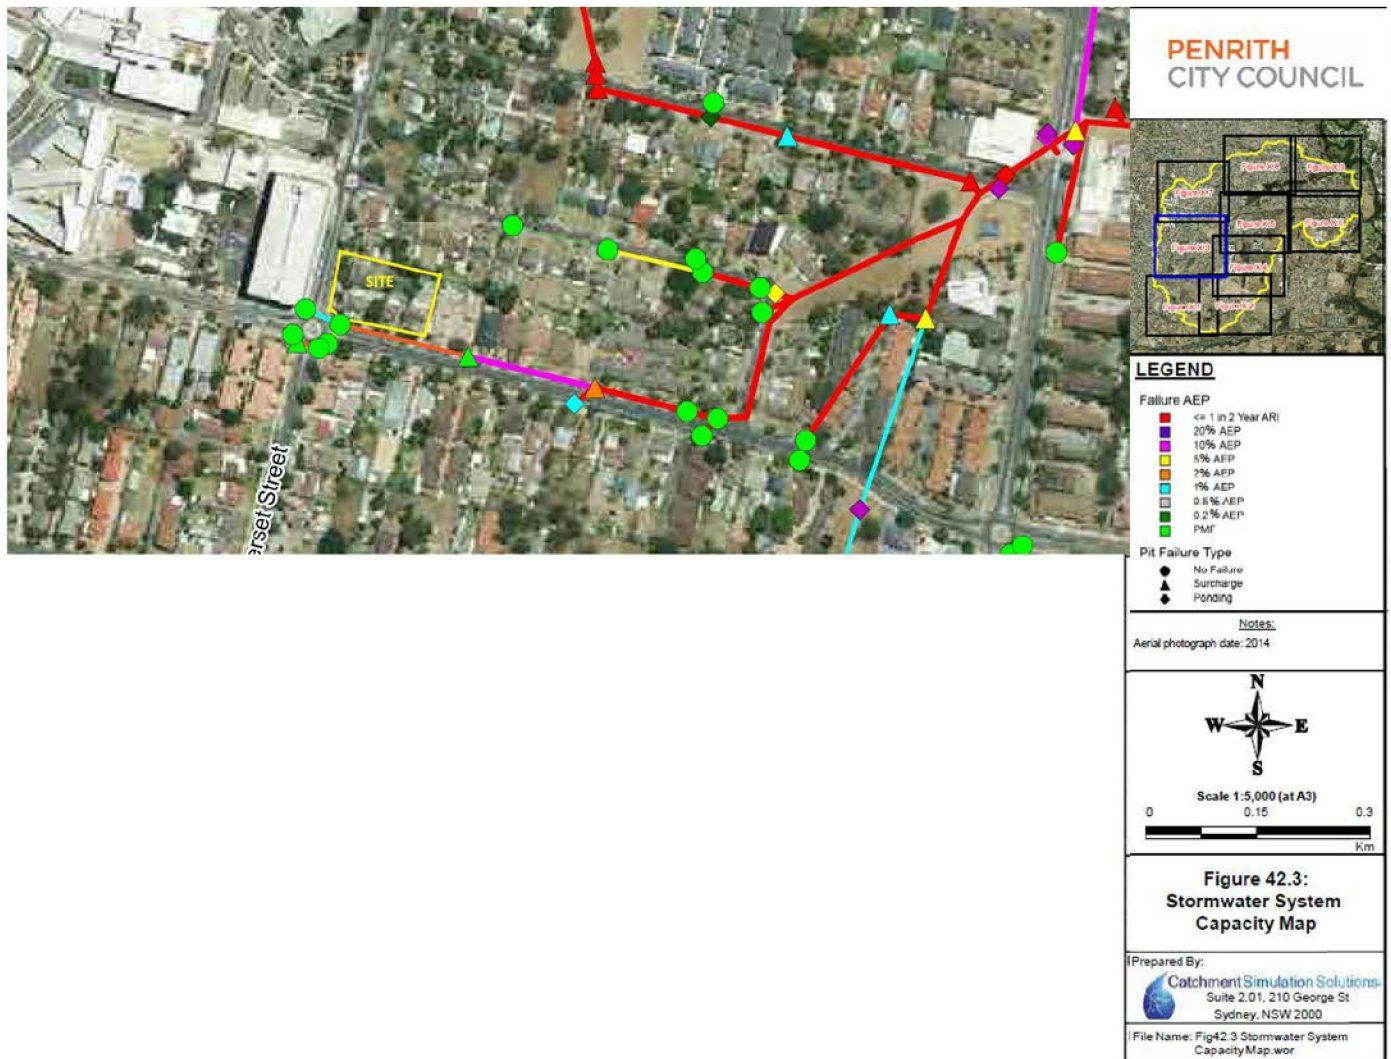 SITE
erset Street
PENRITH
CITY COUNCIL
LEGEND
Failure AEP
<= 1 in 2 Year ARI
20% AEP
10% AEP
5% AEP
2% AEP
1% AEP
0.5% AEP
0.2% AEP
PMF
Pit Failure Type
No Failure
Surcharge
Ponding
Notes:
Aerial photograph date: 2014
N
W E
S
Scale 1:5,000 (at A3)
0 0.15 0.3
Km
Figure 42.3:
Stormwater System
Capacity Map
Prepared By:
Catchment Simulation Solutions
Suite 2.01, 210 George St
Sydney, NSW 2000
File Name: Fig42.3 Stormwater System
CapacityMap.wor